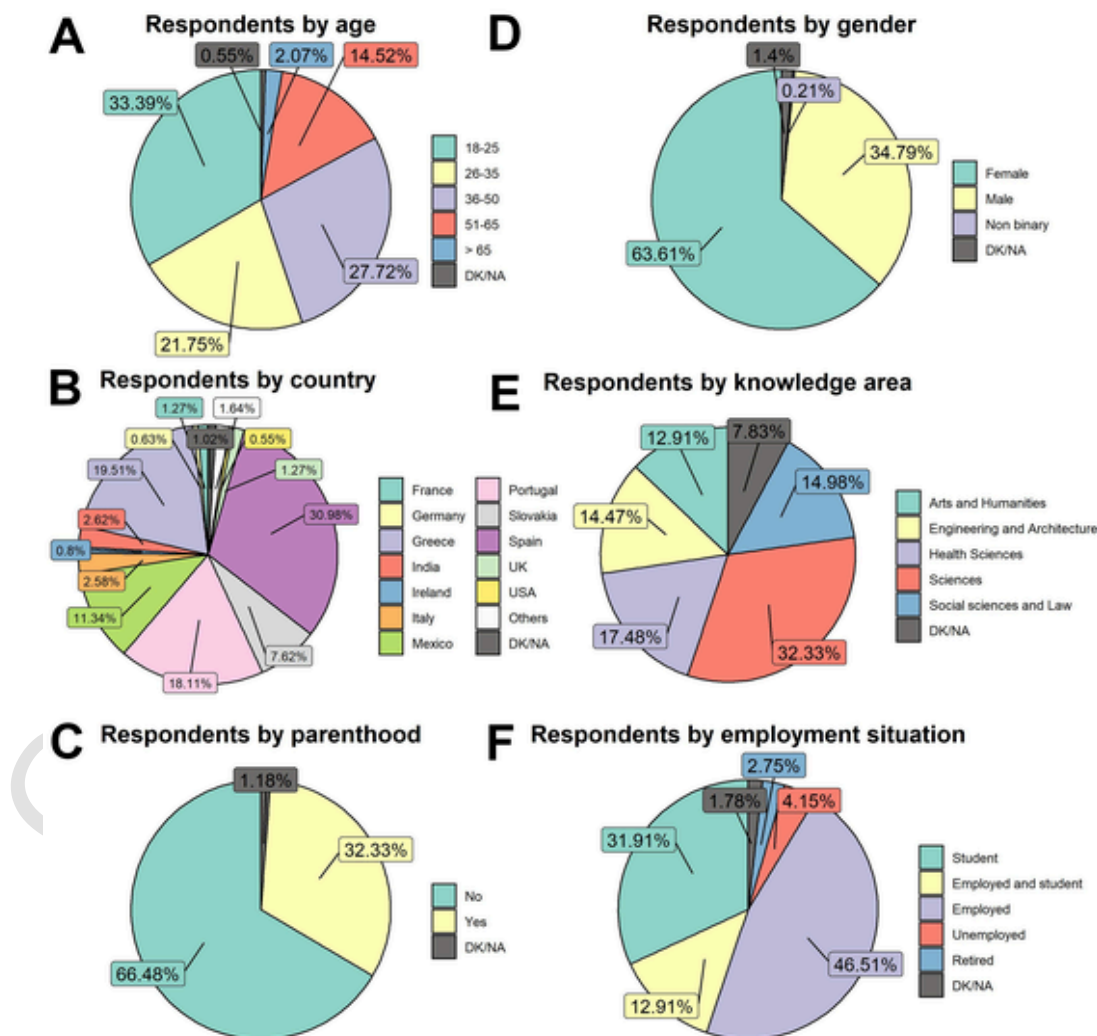 A Respondents by age
0.55%
2.07%
14.52%
33.39%
27.72%
21.75%
18-25
26-35
36-50
51-65
> 65
DK/NA
D Respondents by gender
1.4%
0.21%
34.79%
63.61%
Female
Male
Non binary
DK/NA
B Respondents by country
1.27%
1.64%
0.63%
1.02%
0.55%
19.51%
1.27%
30.98%
2.62%
0.8%
2.58%
11.34%
7.62%
18.11%
France
Germany
Greece
India
Ireland
Italy
Mexico
Portugal
Slovakia
Spain
UK
USA
Others
DK/NA
E Respondents by knowledge area
12.91%
7.83%
14.98%
14.47%
17.48%
32.33%
Arts and Humanities
Engineering and Architecture
Health Sciences
Sciences
Social sciences and Law
DK/NA
C Respondents by parenthood
1.18%
32.33%
66.48%
No
Yes
DK/NA
F Respondents by employment situation
2.75%
1.78%
4.15%
31.91%
46.51%
12.91%
Student
Employed and student
Employed
Unemployed
Retired
DK/NA